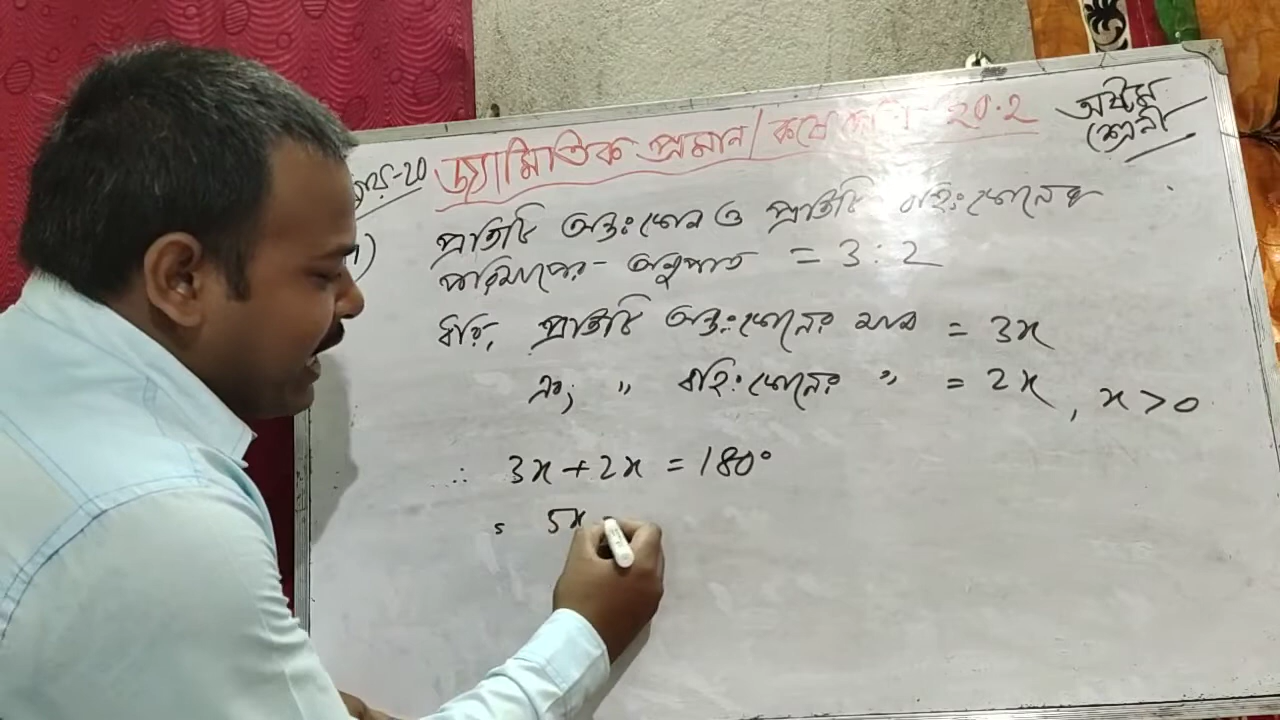 জ্যামিতিক প্রমান / কষে দেখি 20.2
অষ্টম
শ্রেনী
প্রতিটি অন্তঃকোন ও প্রতিটি বহিঃকোনের
পরিমাপের অনুপাত = 3:2
ধরি, প্রতিটি অন্তঃকোনের মান = 3x
এবং " বহিঃকোনের " = 2x, x>0
∴ 3x+2x = 180°
5x